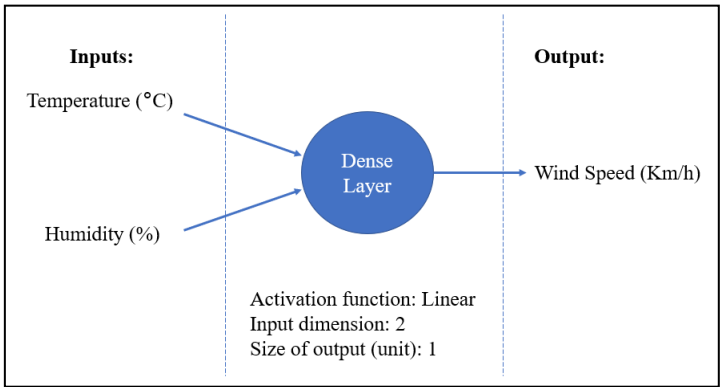 Inputs:
Temperature (°C)
Humidity (%)
Dense
Layer
Activation function: Linear
Input dimension: 2
Size of output (unit): 1
Output:
Wind Speed (Km/h)